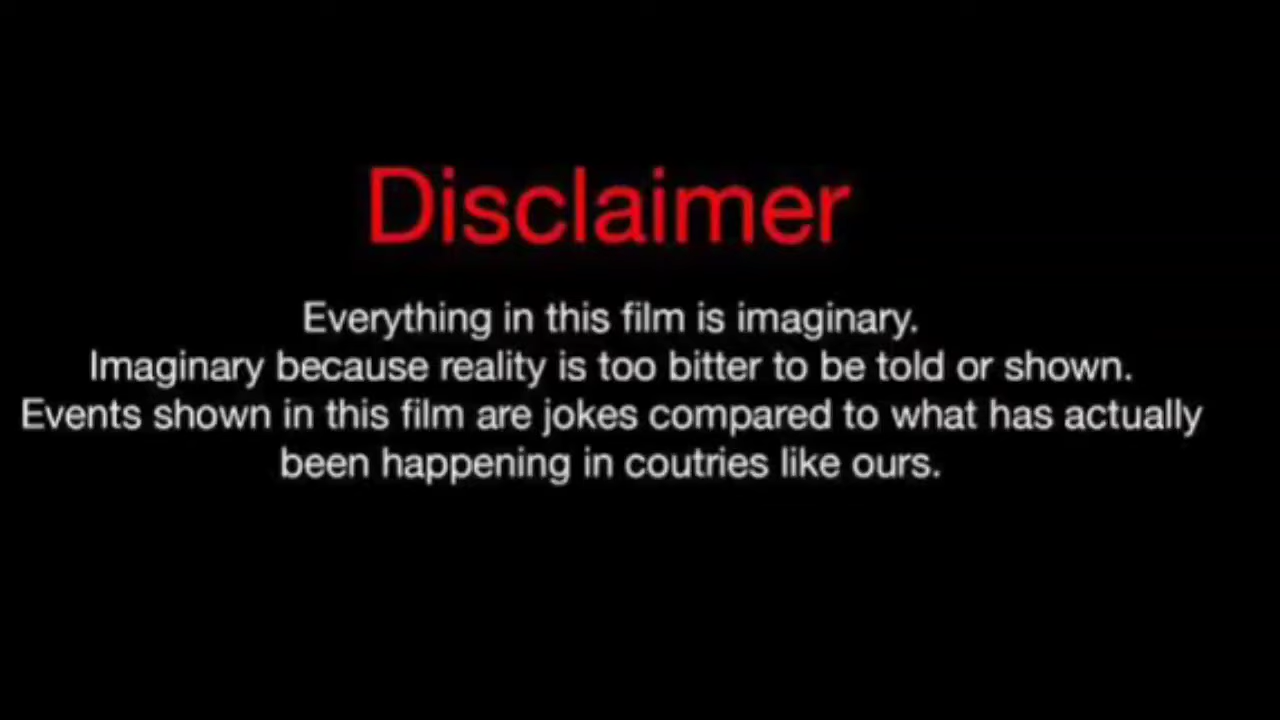 Disclaimer
Everything in this film is imaginary.
Imaginary because reality is too bitter to be told or shown.
Events shown in this film are jokes compared to what has actually
been happening in coutries like ours.